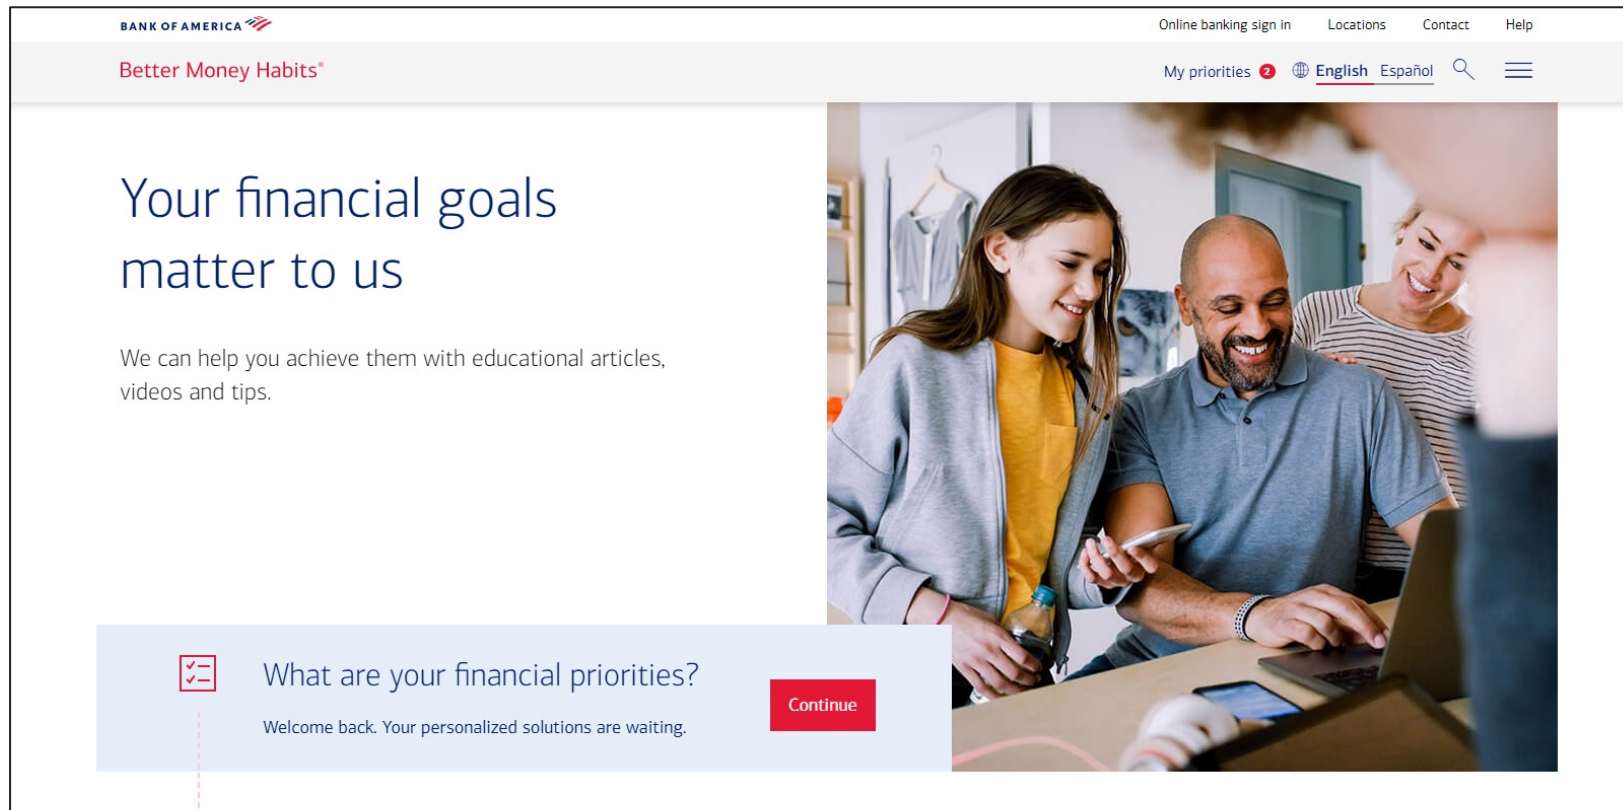 BANK OF AMERICA
Online banking sign in Locations Contact Help
Better Money Habits®
My priorities 2 English Español
Your financial goals
matter to us
We can help you achieve them with educational articles,
videos and tips.
What are your financial priorities?
Welcome back. Your personalized solutions are waiting.
Continue